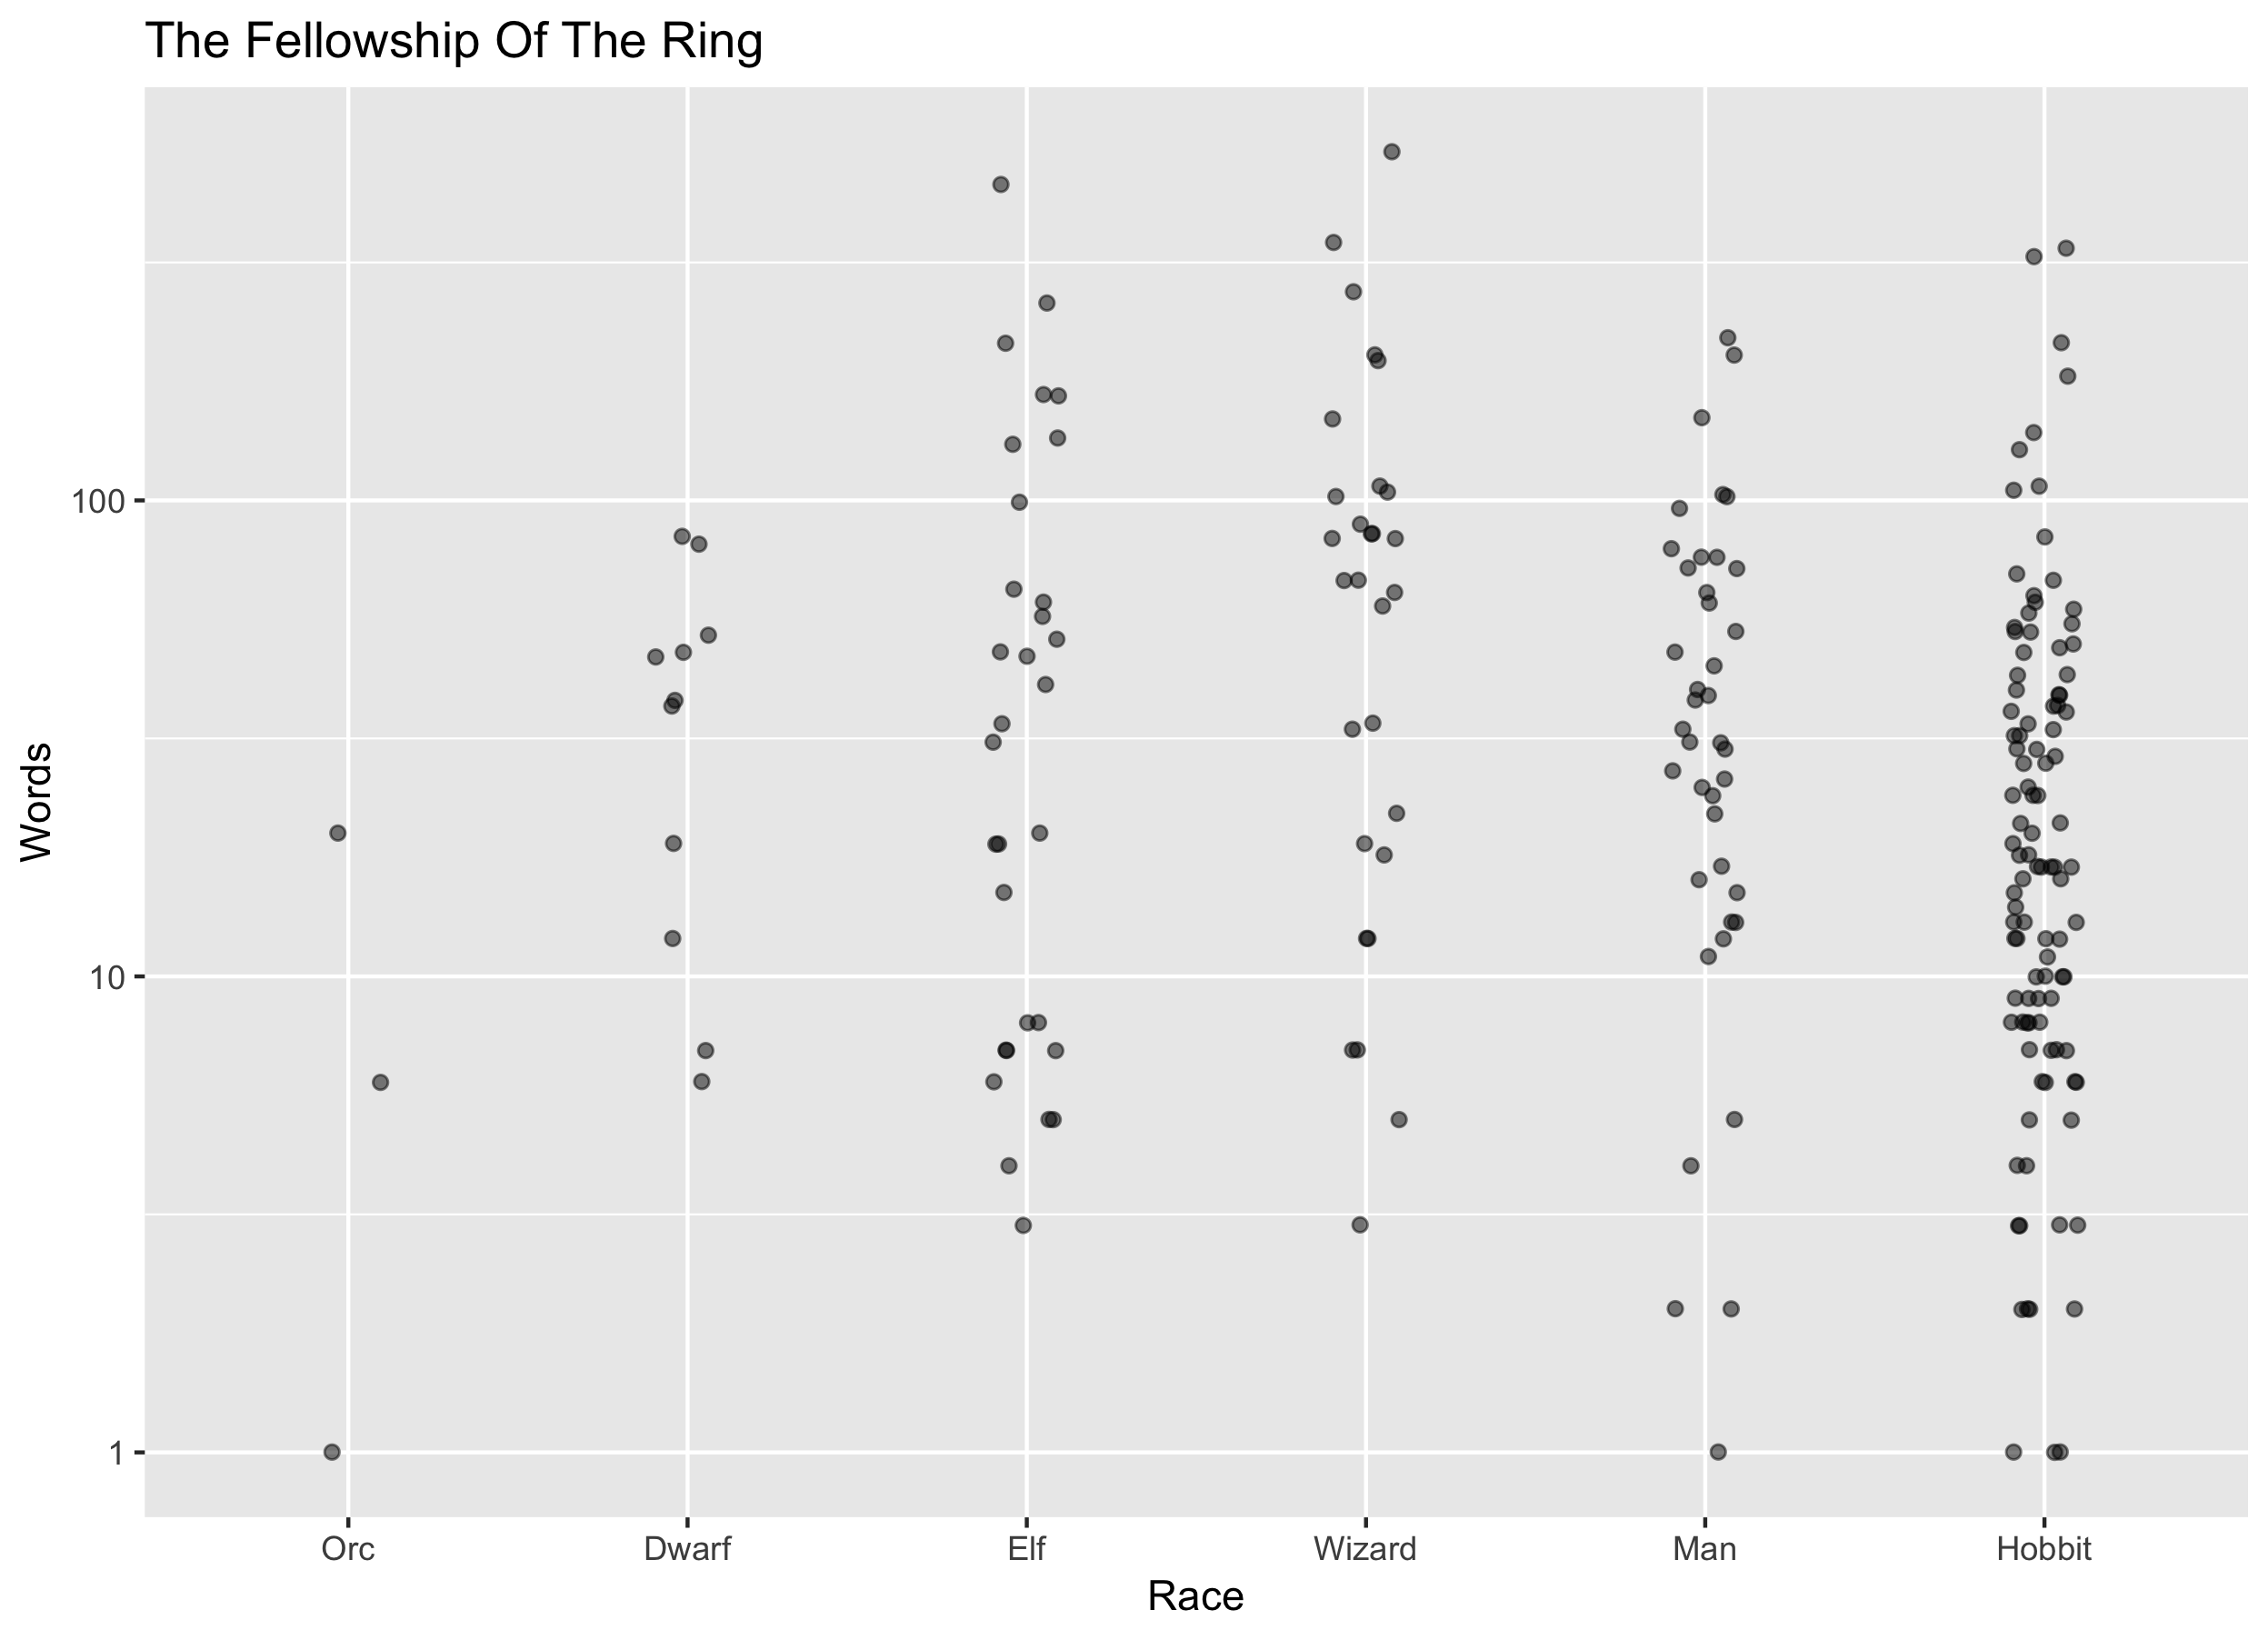 The Fellowship Of The Ring
Words
100
10
1
Orc Dwarf Elf Wizard Man Hobbit
Race